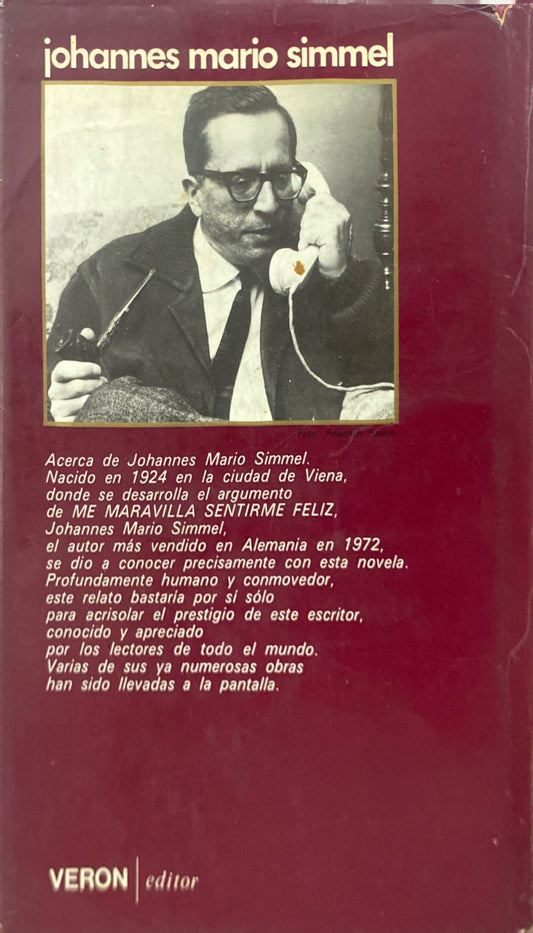 johannes mario simmel
Foto: Friedrich Rauch
Acerca de Johannes Mario Simmel.
Nacido en 1924 en la ciudad de Viena,
donde se desarrolla el argumento
de ME MARAVILLA SENTIRME FELIZ,
Johannes Mario Simmel,
el autor más vendido en Alemania en 1972,
se dio a conocer precisamente con esta novela.
Profundamente humano y conmovedor,
este relato bastaría por sí sólo
para acrisolar el prestigio de este escritor,
conocido y apreciado
por los lectores de todo el mundo.
Varias de sus ya numerosas obras
han sido llevadas a la pantalla.
VERON editor